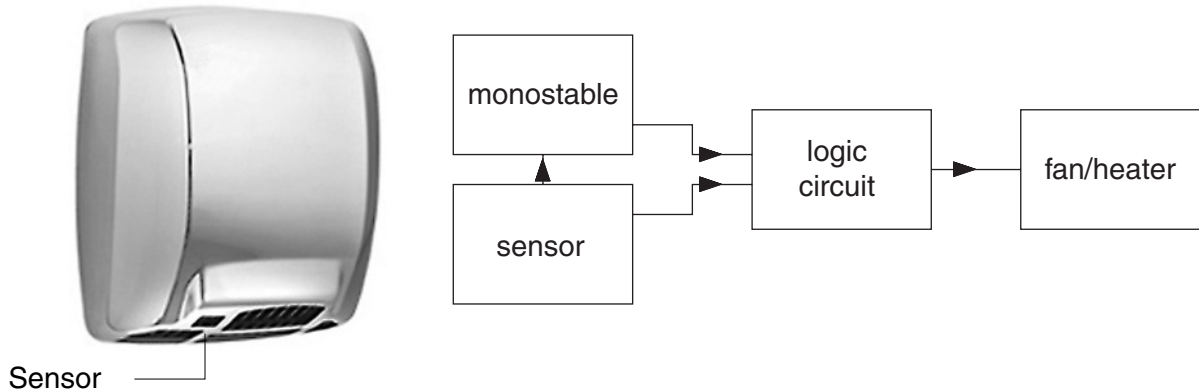 monostable
logic
circuit
fan/heater
sensor
Sensor